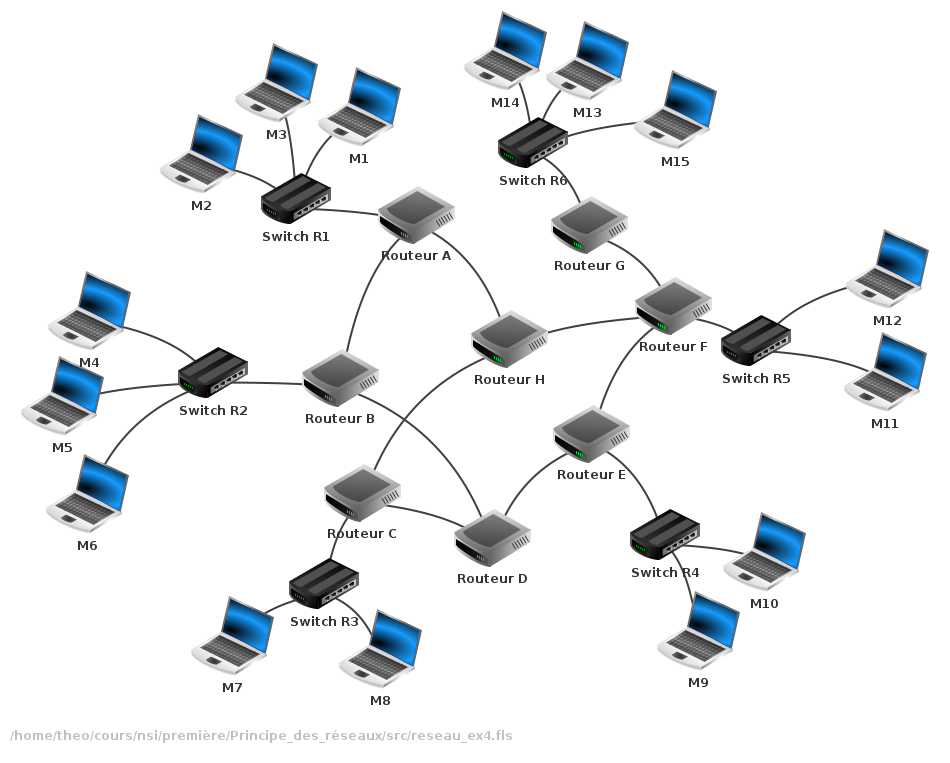 M14
M13
M3
M1
M15
M2
Switch R6
Switch R1
Routeur A
Routeur G
M12
Routeur F
M4
Routeur H
Switch R5
Switch R2
Routeur B
M11
M5
Routeur E
Routeur C
M6
Switch R4
Routeur D
M10
Switch R3
M9
M7
M8
/home/theo/cours/nsi/première/Principe_des_réseaux/src/reseau_ex4.fls